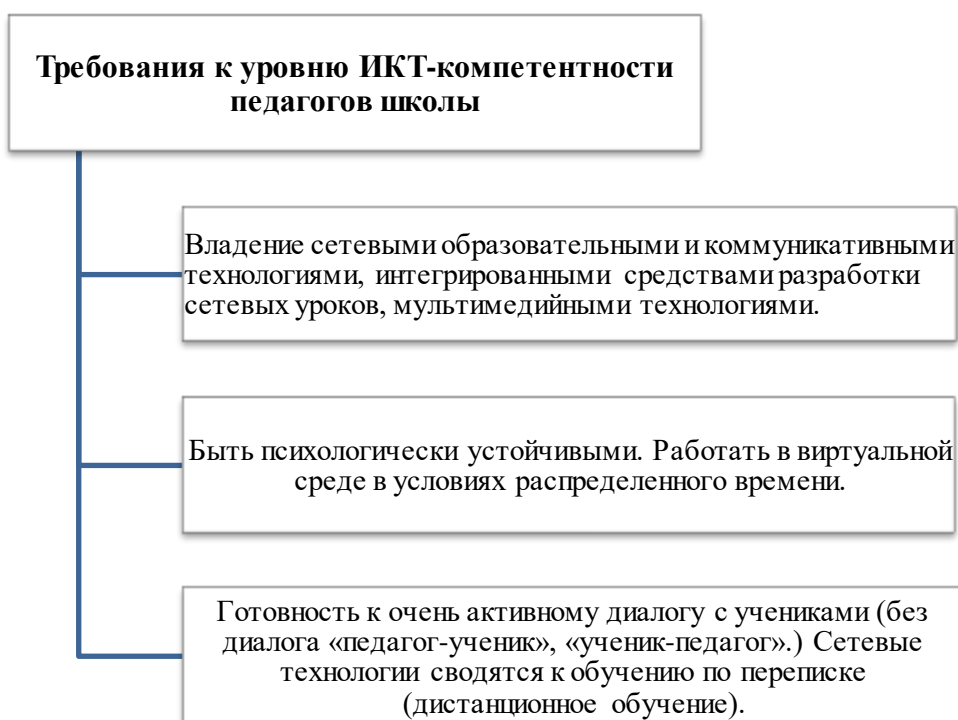 Требования к уровню ИКТ-компетентности
педагогов школы
Владение сетевыми образовательными и коммуникативными
технологиями, интегрированными средствами разработки
сетевых уроков, мультимедийными технологиями.
Быть психологически устойчивыми. Работать в виртуальной
среде в условиях распределенного времени.
Готовность к очень активному диалогу с учениками (без
диалога «педагог-ученик», «ученик-педагог».) Сетевые
технологии сводятся к обучению по переписке
(дистанционное обучение).